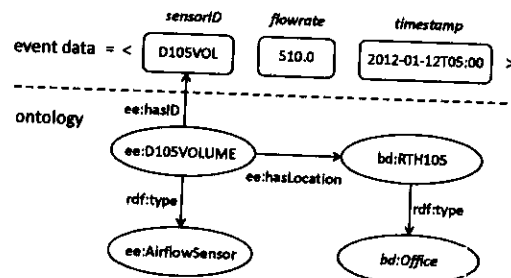 sensorID flowrate timestamp
event data = < D105VOL 510.0 2012-01-12T05:00 >
ee:hasID
ontology
ee:D105VOLUME bd:RTH105
ee:hasLocation
rdf:type rdf:type
ee:AirflowSensor bd:Office